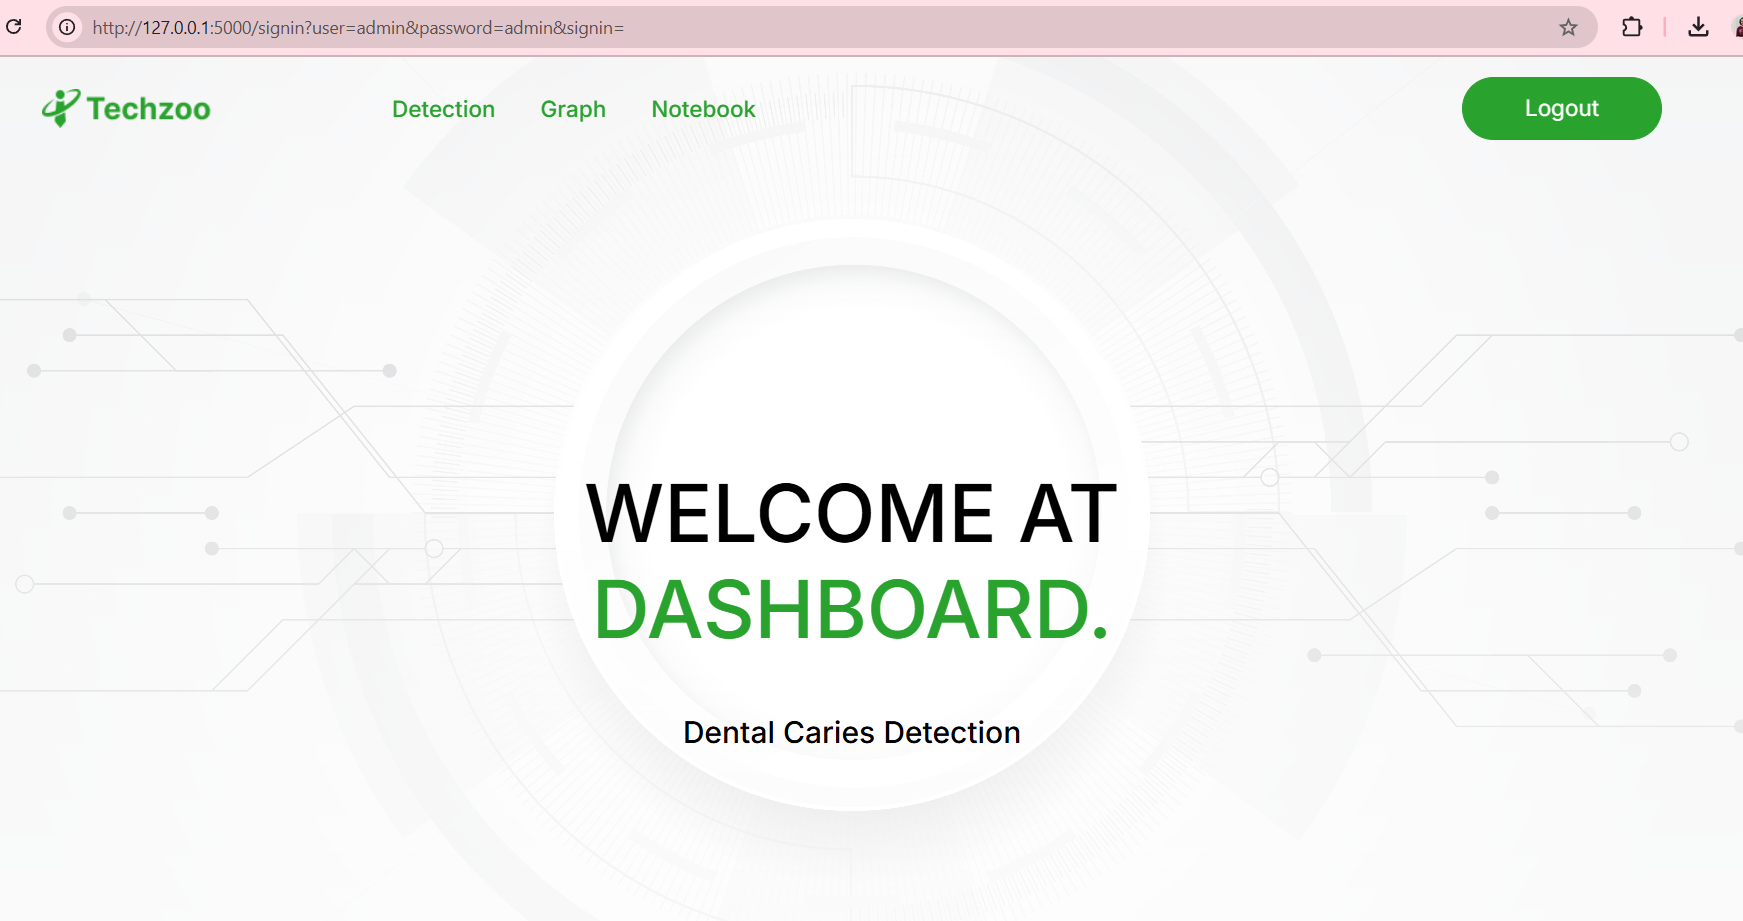 http://127.0.0.1:5000/signin?user=admin&password=admin&signin=
Techzoo
Detection
Graph
Notebook
Logout
WELCOME AT
DASHBOARD.
Dental Caries Detection